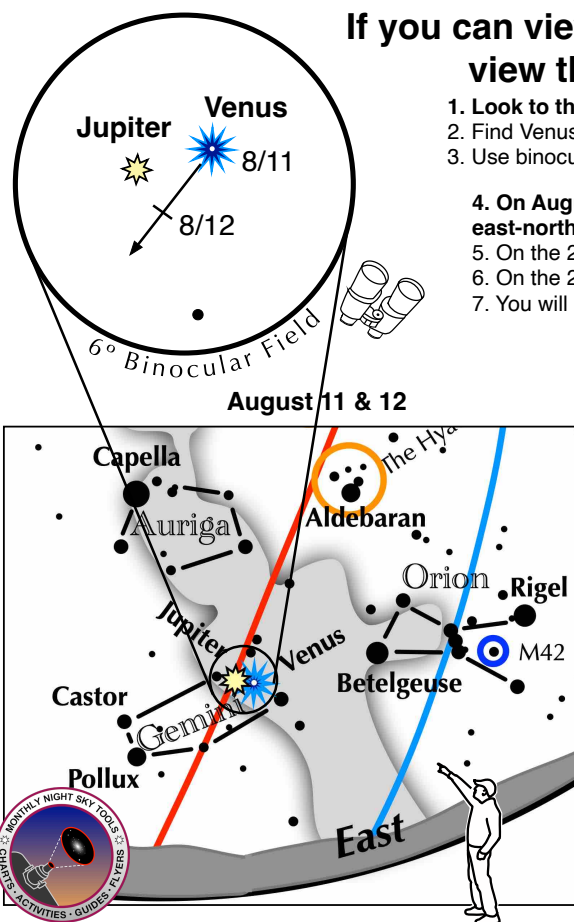 If you can vie
view th
1. Look to th
2. Find Venus
3. Use binocu
4. On Aug
east-north
5. On the 2
6. On the 2
7. You will
Venus
Jupiter
8/11
8/12
6º Binocular Field
August 11 & 12
The Hya
Capella
Auriga
Aldebaran
Orion
Rigel
Jupiter
Venus
M42
Betelgeuse
Castor
Gemini
Pollux
East
MONTHLY NIGHT SKY TOOLS
CHARTS • ACTIVITIES • GUIDES • FLYERS